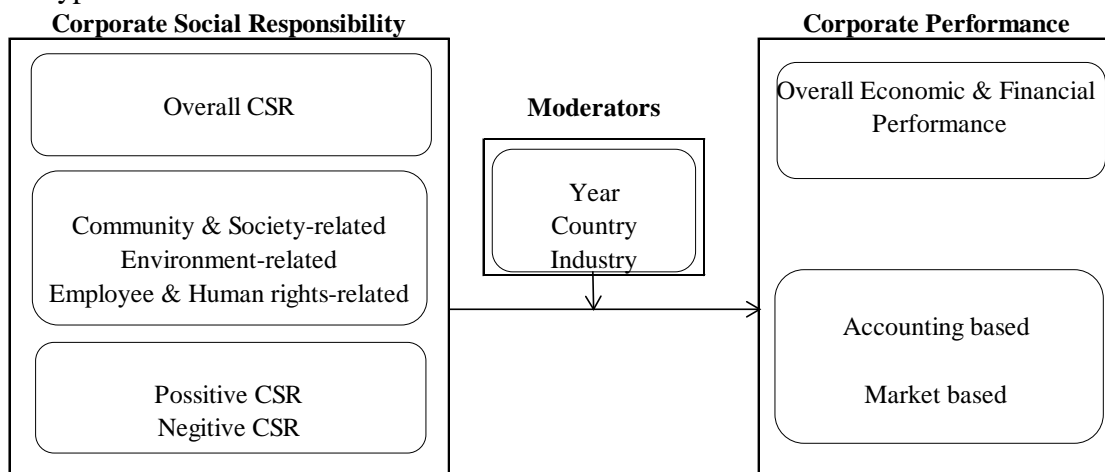 Corporate Social Responsibility
Overall CSR
Community & Society-related
Environment-related
Employee & Human rights-related
Possitive CSR
Negitive CSR
Moderators
Year
Country
Industry
Corporate Performance
Overall Economic & Financial
Performance
Accounting based
Market based